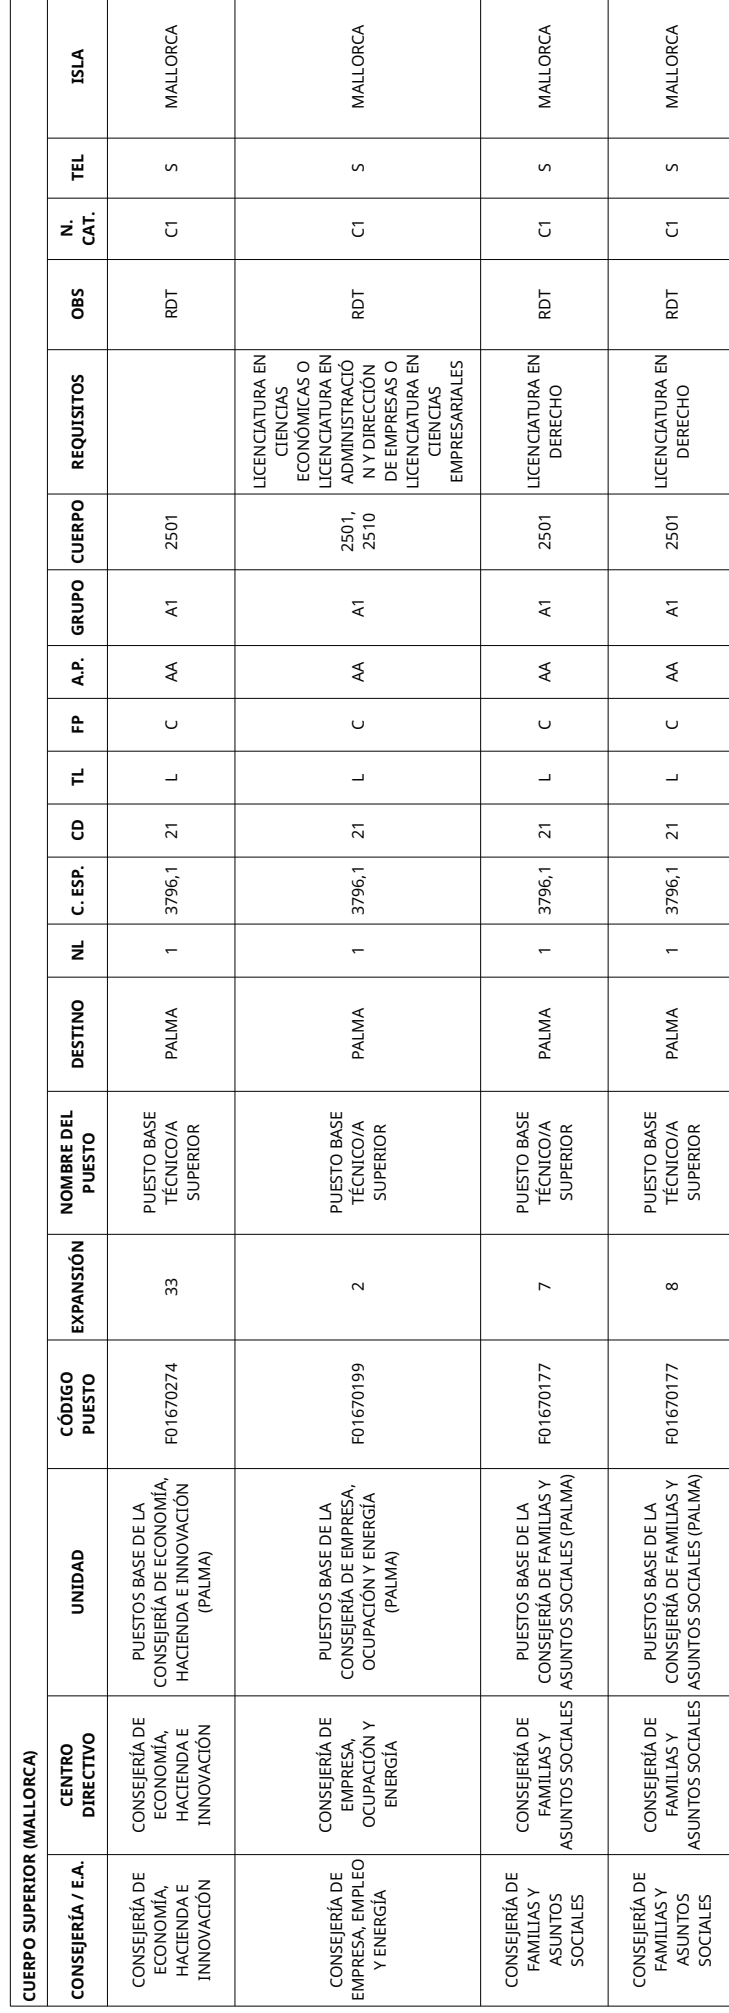 CUERPO SUPERIOR (MALLORCA)
CONSEJERÍA / E.A.
CENTRO
DIRECTIVO
UNIDAD
CÓDIGO
PUESTO
EXPANSIÓN
NOMBRE DEL
PUESTO
DESTINO
NL
C. ESP.
CD
TL
FP
A.P.
GRUPO
CUERPO
REQUISITOS
OBS
N.
CAT.
TEL
ISLA
CONSEJERÍA DE
ECONOMÍA,
HACIENDA E
INNOVACIÓN
CONSEJERÍA DE
ECONOMÍA,
HACIENDA E
INNOVACIÓN
PUESTOS BASE DE LA
CONSEJERÍA DE ECONOMÍA,
HACIENDA E INNOVACIÓN
(PALMA)
F01670274
33
PUESTO BASE
TÉCNICO/A
SUPERIOR
PALMA
1
3796,1
21
L
C
AA
A1
2501
RDT
C1
S
MALLORCA
CONSEJERÍA DE
EMPRESA, EMPLEO
Y ENERGÍA
CONSEJERÍA DE
EMPRESA,
OCUPACIÓN Y
ENERGÍA
PUESTOS BASE DE LA
CONSEJERÍA DE EMPRESA,
OCUPACIÓN Y ENERGÍA
(PALMA)
F01670199
2
PUESTO BASE
TÉCNICO/A
SUPERIOR
PALMA
1
3796,1
21
L
C
AA
A1
2501,
2510
LICENCIATURA EN
CIENCIAS
ECONÓMICAS O
LICENCIATURA EN
ADMINISTRACIÓ
N Y DIRECCIÓN
DE EMPRESAS O
LICENCIATURA EN
CIENCIAS
EMPRESARIALES
RDT
C1
S
MALLORCA
CONSEJERÍA DE
FAMILIAS Y
ASUNTOS
SOCIALES
CONSEJERÍA DE
FAMILIAS Y
ASUNTOS SOCIALES
PUESTOS BASE DE LA
CONSEJERÍA DE FAMILIAS Y
ASUNTOS SOCIALES (PALMA)
F01670177
7
PUESTO BASE
TÉCNICO/A
SUPERIOR
PALMA
1
3796,1
21
L
C
AA
A1
2501
LICENCIATURA EN
DERECHO
RDT
C1
S
MALLORCA
CONSEJERÍA DE
FAMILIAS Y
ASUNTOS
SOCIALES
CONSEJERÍA DE
FAMILIAS Y
ASUNTOS SOCIALES
PUESTOS BASE DE LA
CONSEJERÍA DE FAMILIAS Y
ASUNTOS SOCIALES (PALMA)
F01670177
8
PUESTO BASE
TÉCNICO/A
SUPERIOR
PALMA
1
3796,1
21
L
C
AA
A1
2501
LICENCIATURA EN
DERECHO
RDT
C1
S
MALLORCA